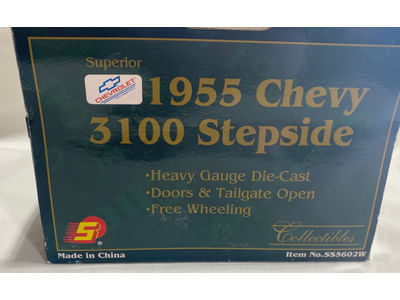 Superior
CHEVROLET
1955 Chevy
3100 Stepside
•Heavy Gauge Die-Cast
•Doors & Tailgate Open
•Free Wheeling
S
Collectibles
Made in China
Item No.SS5602W